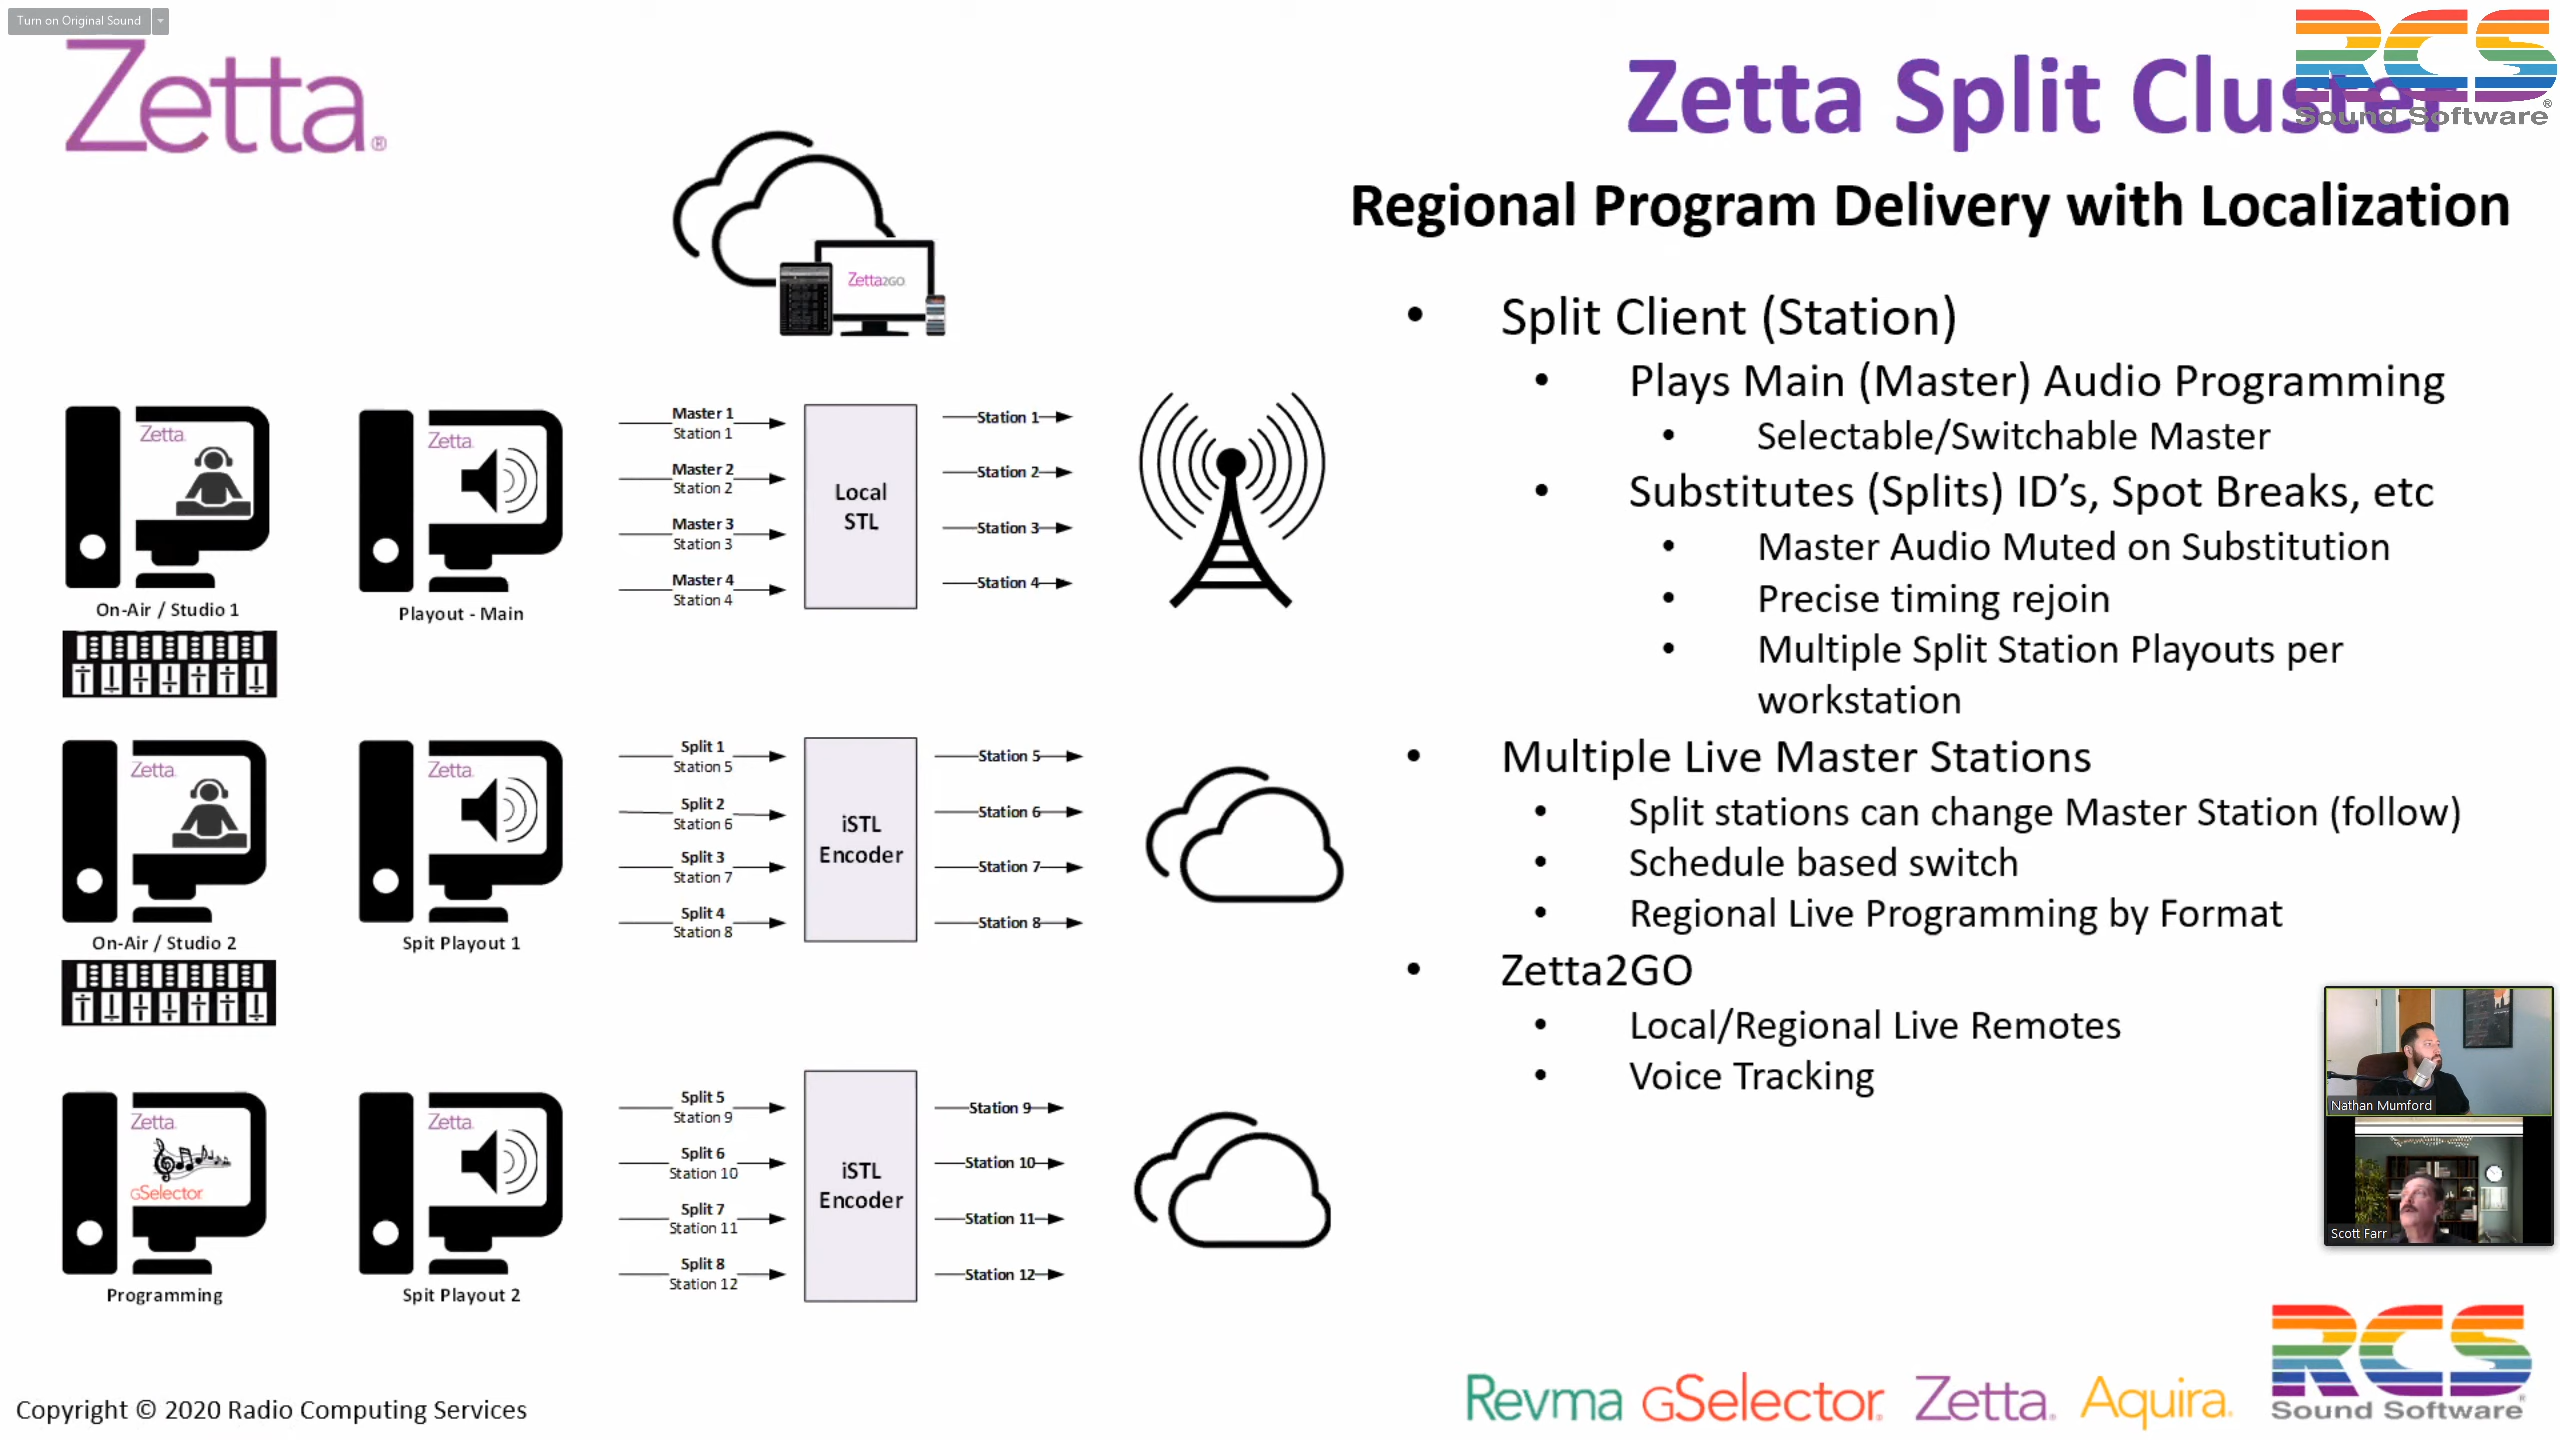 Turn on Original Sound
Zetta®
Zetta Split Cluster
RCS
Sound Software®
Regional Program Delivery with Localization
Zetta2GO
• Split Client (Station)
• Plays Main (Master) Audio Programming
• Selectable/Switchable Master
• Substitutes (Splits) ID’s, Spot Breaks, etc
• Master Audio Muted on Substitution
• Precise timing rejoin
• Multiple Split Station Playouts per
workstation
• Multiple Live Master Stations
• Split stations can change Master Station (follow)
• Schedule based switch
• Regional Live Programming by Format
• Zetta2GO
• Local/Regional Live Remotes
• Voice Tracking
Zetta
On-Air / Studio 1
Zetta
Playout - Main
Master 1
Station 1
Master 2
Station 2
Master 3
Station 3
Master 4
Station 4
Local
STL
Station 1
Station 2
Station 3
Station 4
Zetta
On-Air / Studio 2
Zetta
Spit Playout 1
Split 1
Station 5
Split 2
Station 6
Split 3
Station 7
Split 4
Station 8
iSTL
Encoder
Station 5
Station 6
Station 7
Station 8
Zetta
GSelector
Programming
Zetta
Spit Playout 2
Split 5
Station 9
Split 6
Station 10
Split 7
Station 11
Split 8
Station 12
iSTL
Encoder
Station 9
Station 10
Station 11
Station 12
Nathan Mumford
Scott Farr
Copyright © 2020 Radio Computing Services
Revma GSelector® Zetta® Aquira®
RCS
Sound Software®